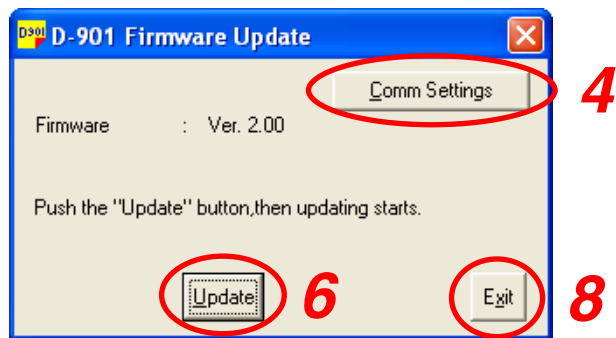 D901 D-901 Firmware Update
Comm Settings 4
Firmware : Ver. 2.00
Push the "Update" button,then updating starts.
Update 6 Exit 8